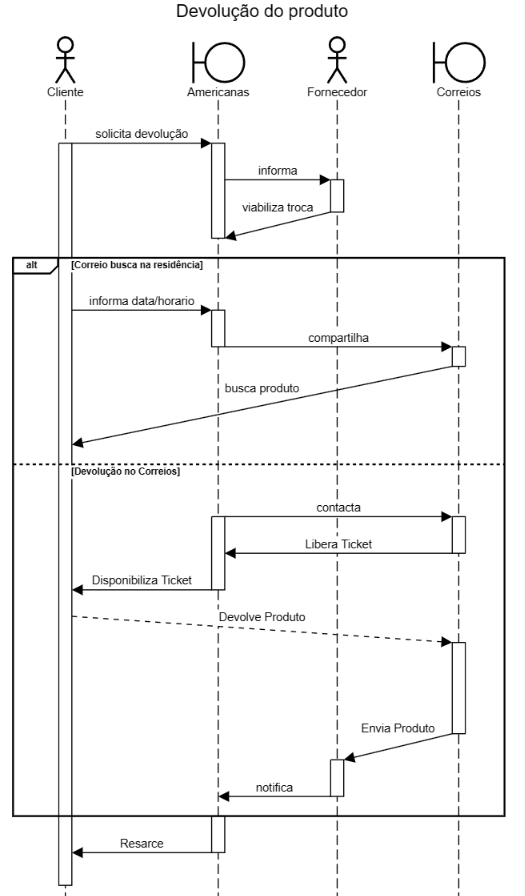 Devolução do produto
Cliente
Americanas
Fornecedor
Correios
solicita devolução
informa
viabiliza troca
alt
[Correio busca na residência]
informa data/horario
compartilha
busca produto
[Devolução no Correios]
contacta
Libera Ticket
Disponibiliza Ticket
Devolve Produto
Envia Produto
notifica
Resarce